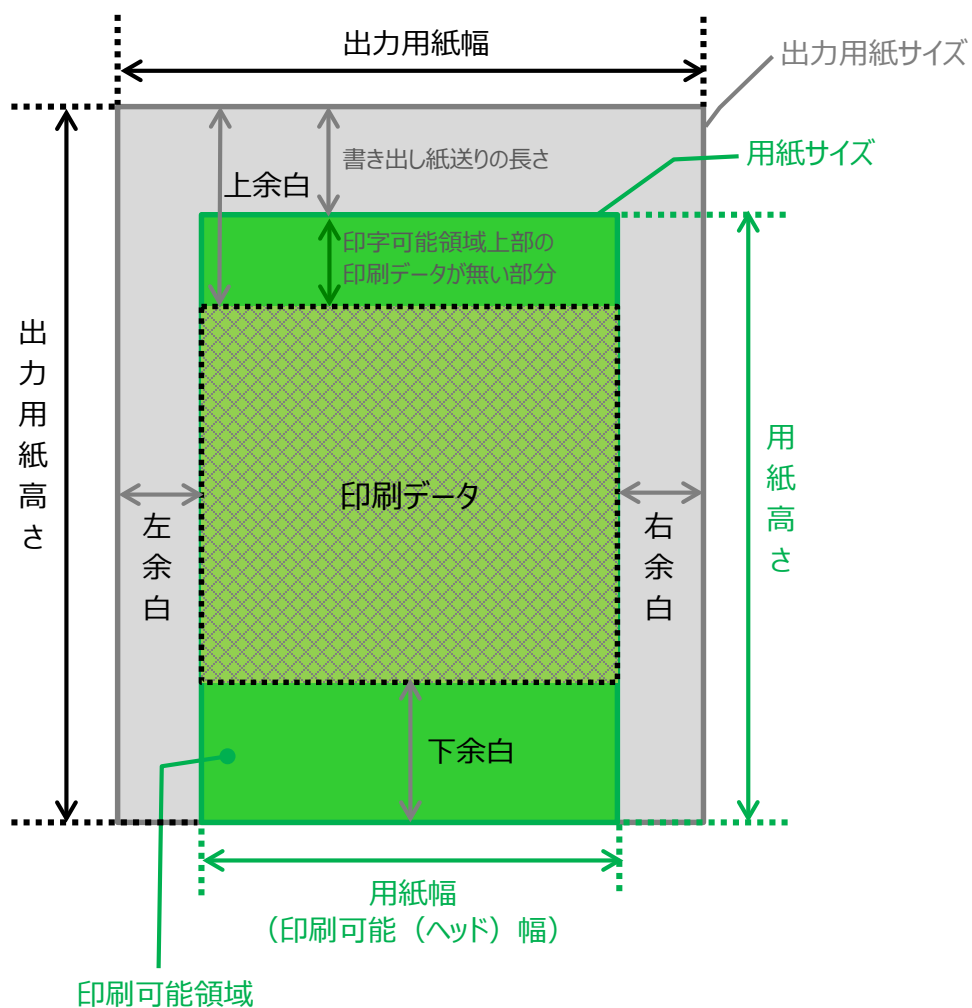 出力用紙幅
出力用紙サイズ
書き出し紙送りの長さ
用紙サイズ
上余白
印字可能領域上部の
印刷データが無い部分
出力用紙高さ
用紙高さ
印刷データ
左余白
右余白
下余白
用紙幅
（印刷可能（ヘッド）幅）
印刷可能領域